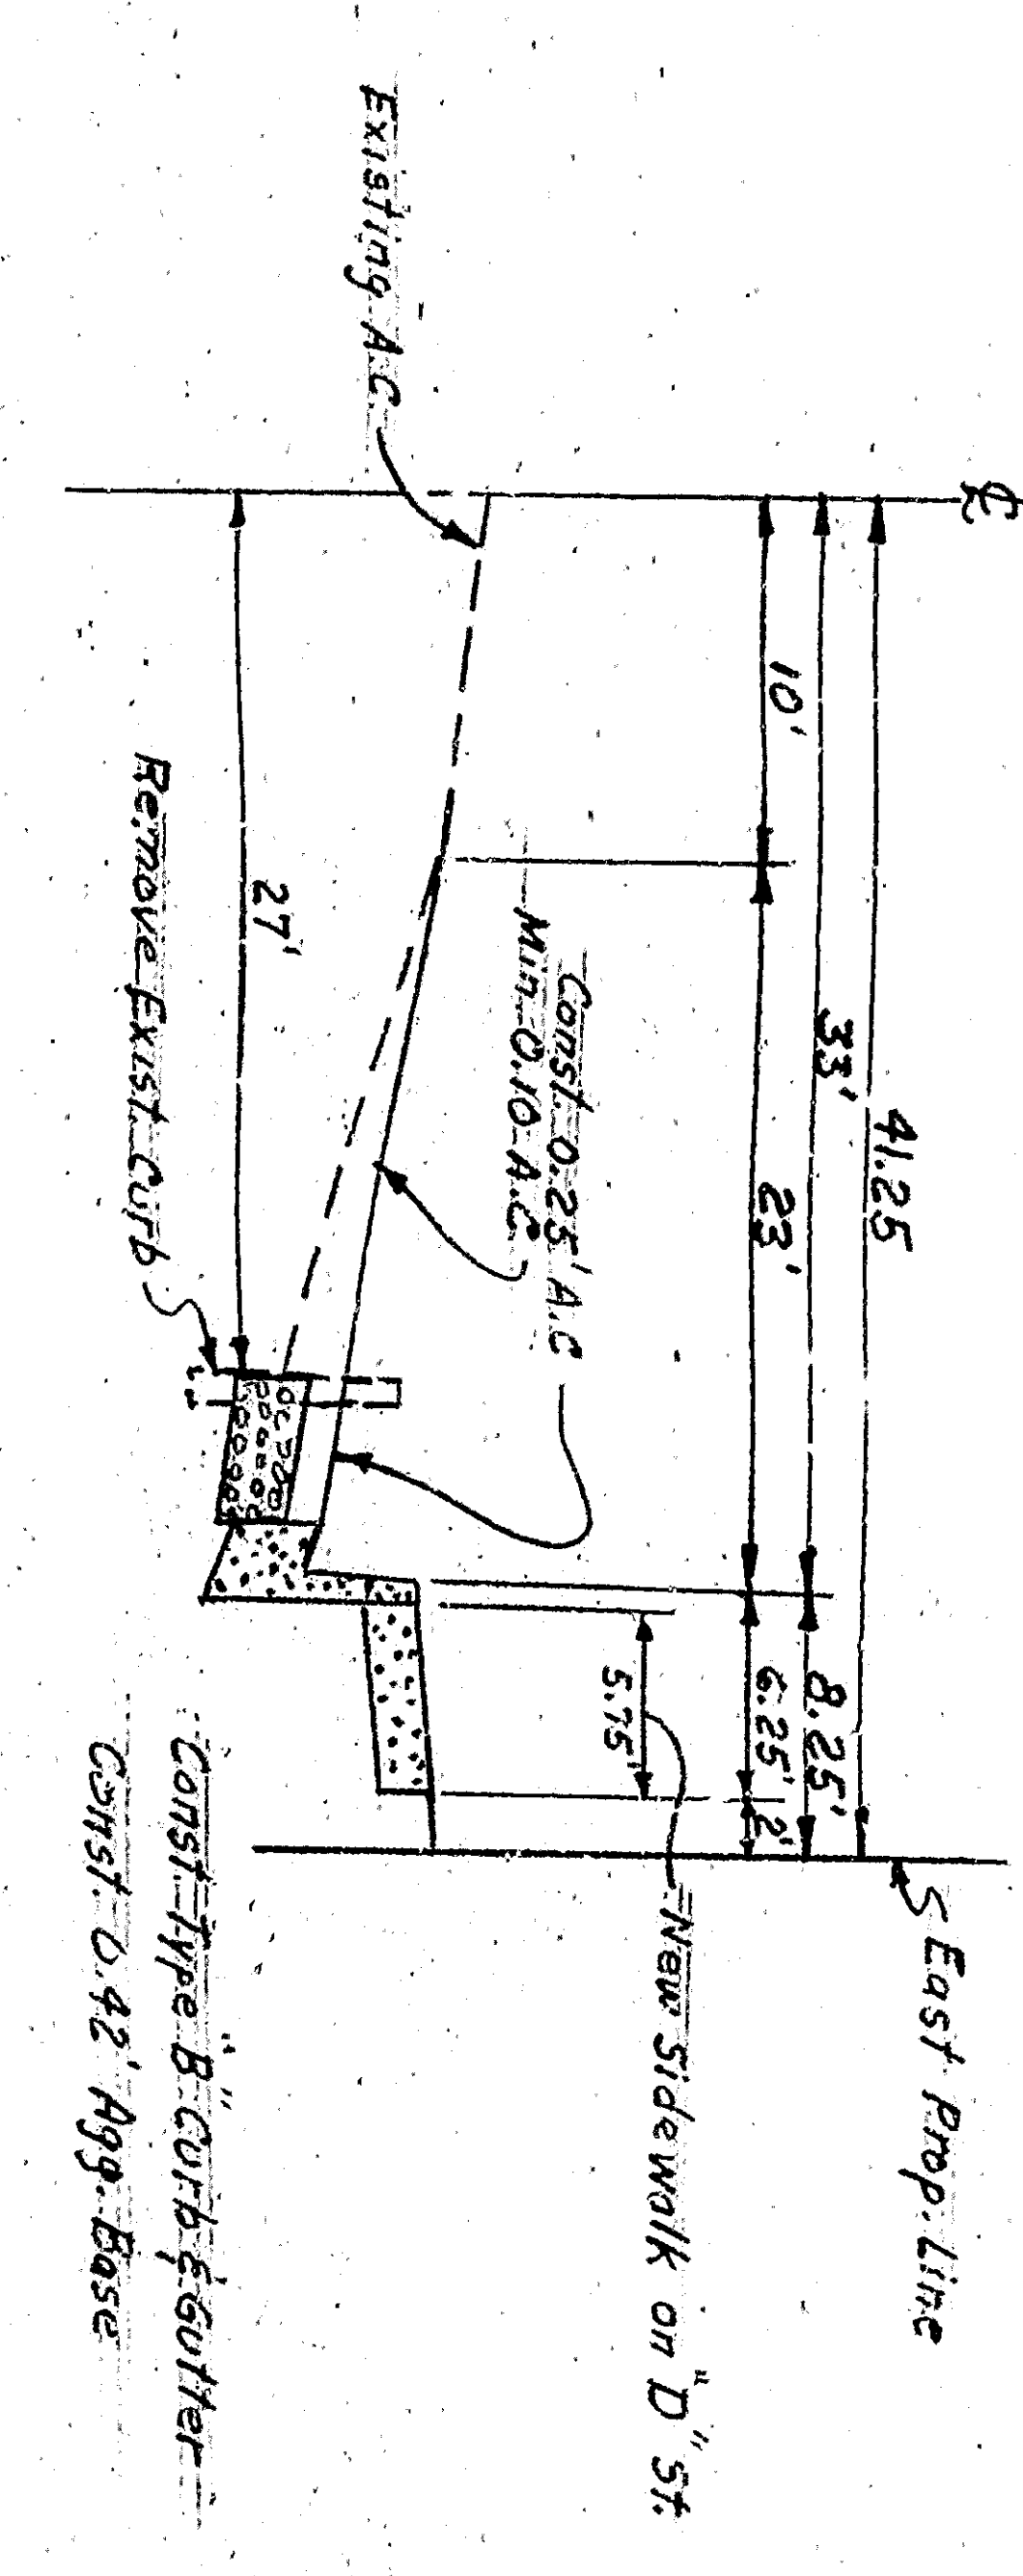 ℄
41.25
33'
8.25'
10'
23'
6.25'
2'
5.75'
East Prop. Line
New Sidewalk on "D" St.
Const. 0.25' A.C
Min. 0.10 A.C
Existing A.C.
27'
Remove Exist. Curb
Const. Type "B" Curb & Gutter
Const. 0.42' Agg. Base